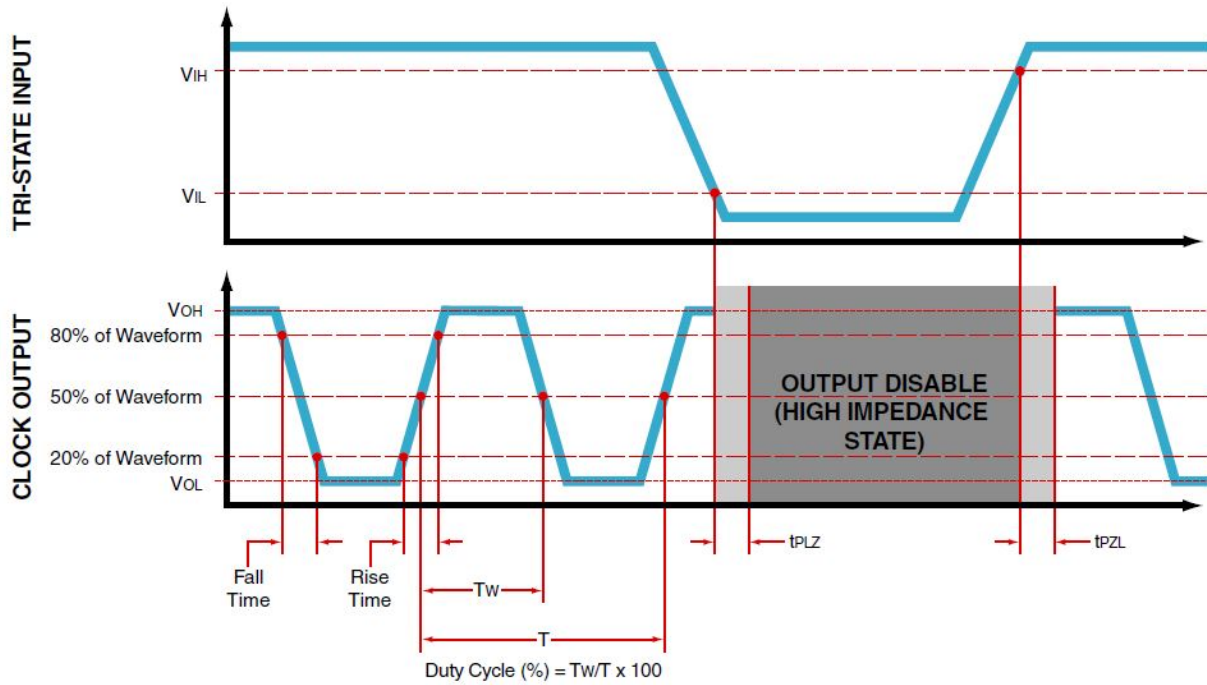 TRI-STATE INPUT
VIH
VIL
CLOCK OUTPUT
VOH
80% of Waveform
50% of Waveform
20% of Waveform
VOL
OUTPUT DISABLE
(HIGH IMPEDANCE
STATE)
tPLZ
tPZL
Fall
Time
Rise
Time
TW
T
Duty Cycle (%) = TW/T x 100